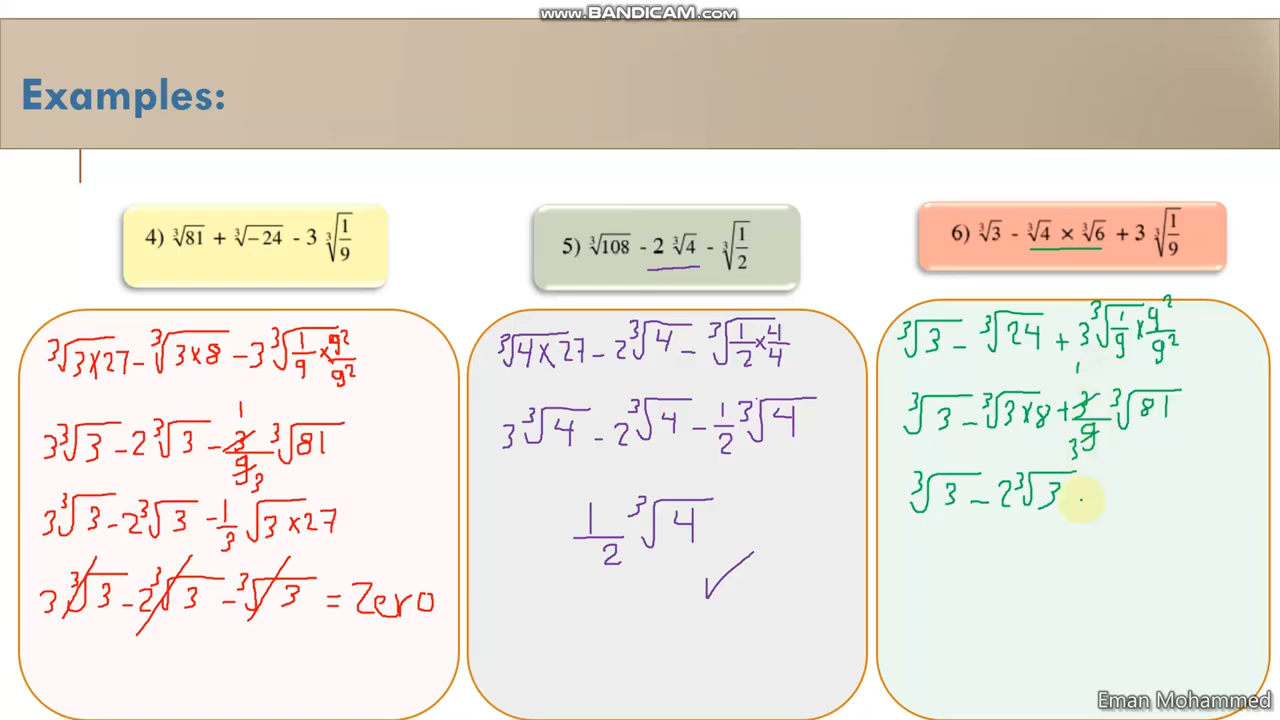 www.BANDICAM.com
Examples:
4) ∛81 + ∛-24 - 3 ∛(1/9)
5) ∛108 - 2 ∛4 - ∛(1/2)
6) ∛3 - ∛4 × ∛6 + 3 ∛(1/9)
∛(3×27) - ∛(3×8) - 3∛(1/9 × 9²/9²)
3∛3 - 2∛3 - 3/9 ∛81
1
3
3∛3 - 2∛3 - 1/3 √(3×27)
3∛3 - 2∛3 - ∛3 = Zero
∛(4×27) - 2∛4 - ∛(1/2 × 4/4)
3∛4 - 2∛4 - 1/2 ∛4
1/2 ∛4
✓
∛3 - ∛24 + 3∛(1/9 × 9²/9²)
∛3 - ∛(3×8) + 3/9 ∛81
1
3
∛3 - 2∛3
Eman Mohammed